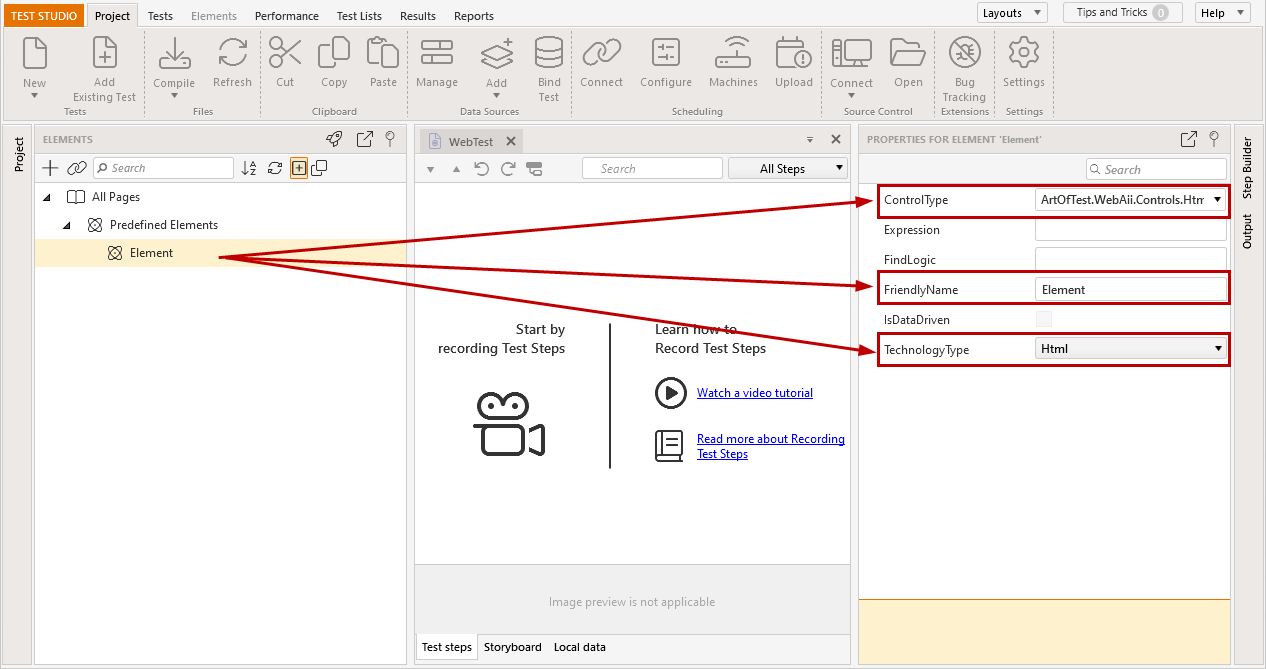 TEST STUDIO Project Tests Elements Performance Test Lists Results Reports Layouts Tips and Tricks 0 Help
New Add Existing Test Compile Refresh Cut Copy Paste Manage Add Bind Test Connect Configure Machines Upload Connect Open Bug Tracking Settings
Tests Files Clipboard Data Sources Scheduling Source Control Extensions Settings
Project
ELEMENTS
Search
All Pages
Predefined Elements
Element
WebTest
Search All Steps
Start by
recording Test Steps
Learn how to
Record Test Steps
Watch a video tutorial
Read more about Recording
Test Steps
Image preview is not applicable
Test steps Storyboard Local data
PROPERTIES FOR ELEMENT 'Element'
Search
ControlType ArtOfTest.WebAii.Controls.Htm
Expression
FindLogic
FriendlyName Element
IsDataDriven
TechnologyType Html
Step Builder
Output